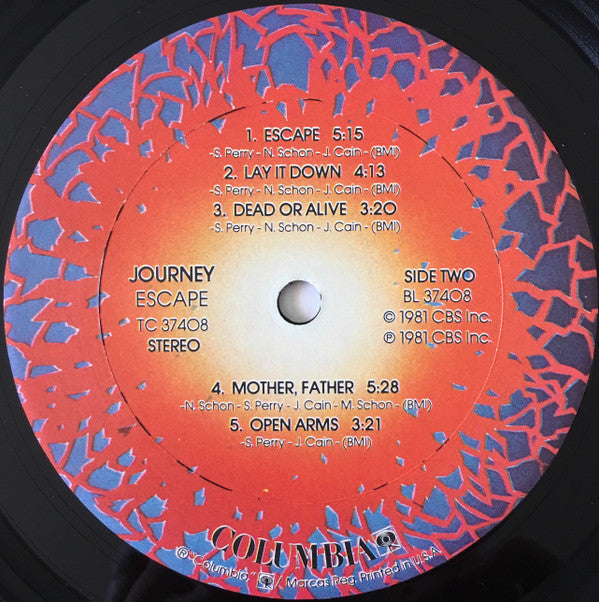 1. ESCAPE 5:15
-S. Perry - N. Schon - J. Cain - (BMI)
2. LAY IT DOWN 4:13
-S. Perry - N. Schon - J. Cain - (BMI)
3. DEAD OR ALIVE 3:20
-S. Perry - N. Schon - J. Cain - (BMI)
JOURNEY
ESCAPE
TC 37408
STEREO
SIDE TWO
BL 37408
© 1981 CBS Inc.
℗ 1981 CBS Inc.
4. MOTHER, FATHER 5:28
-N. Schon - S. Perry - J. Cain - M. Schon - (BMI)
5. OPEN ARMS 3:21
-S. Perry - J. Cain - (BMI)
COLUMBIA
® "Columbia," / Marcas Reg. Printed in U.S.A.